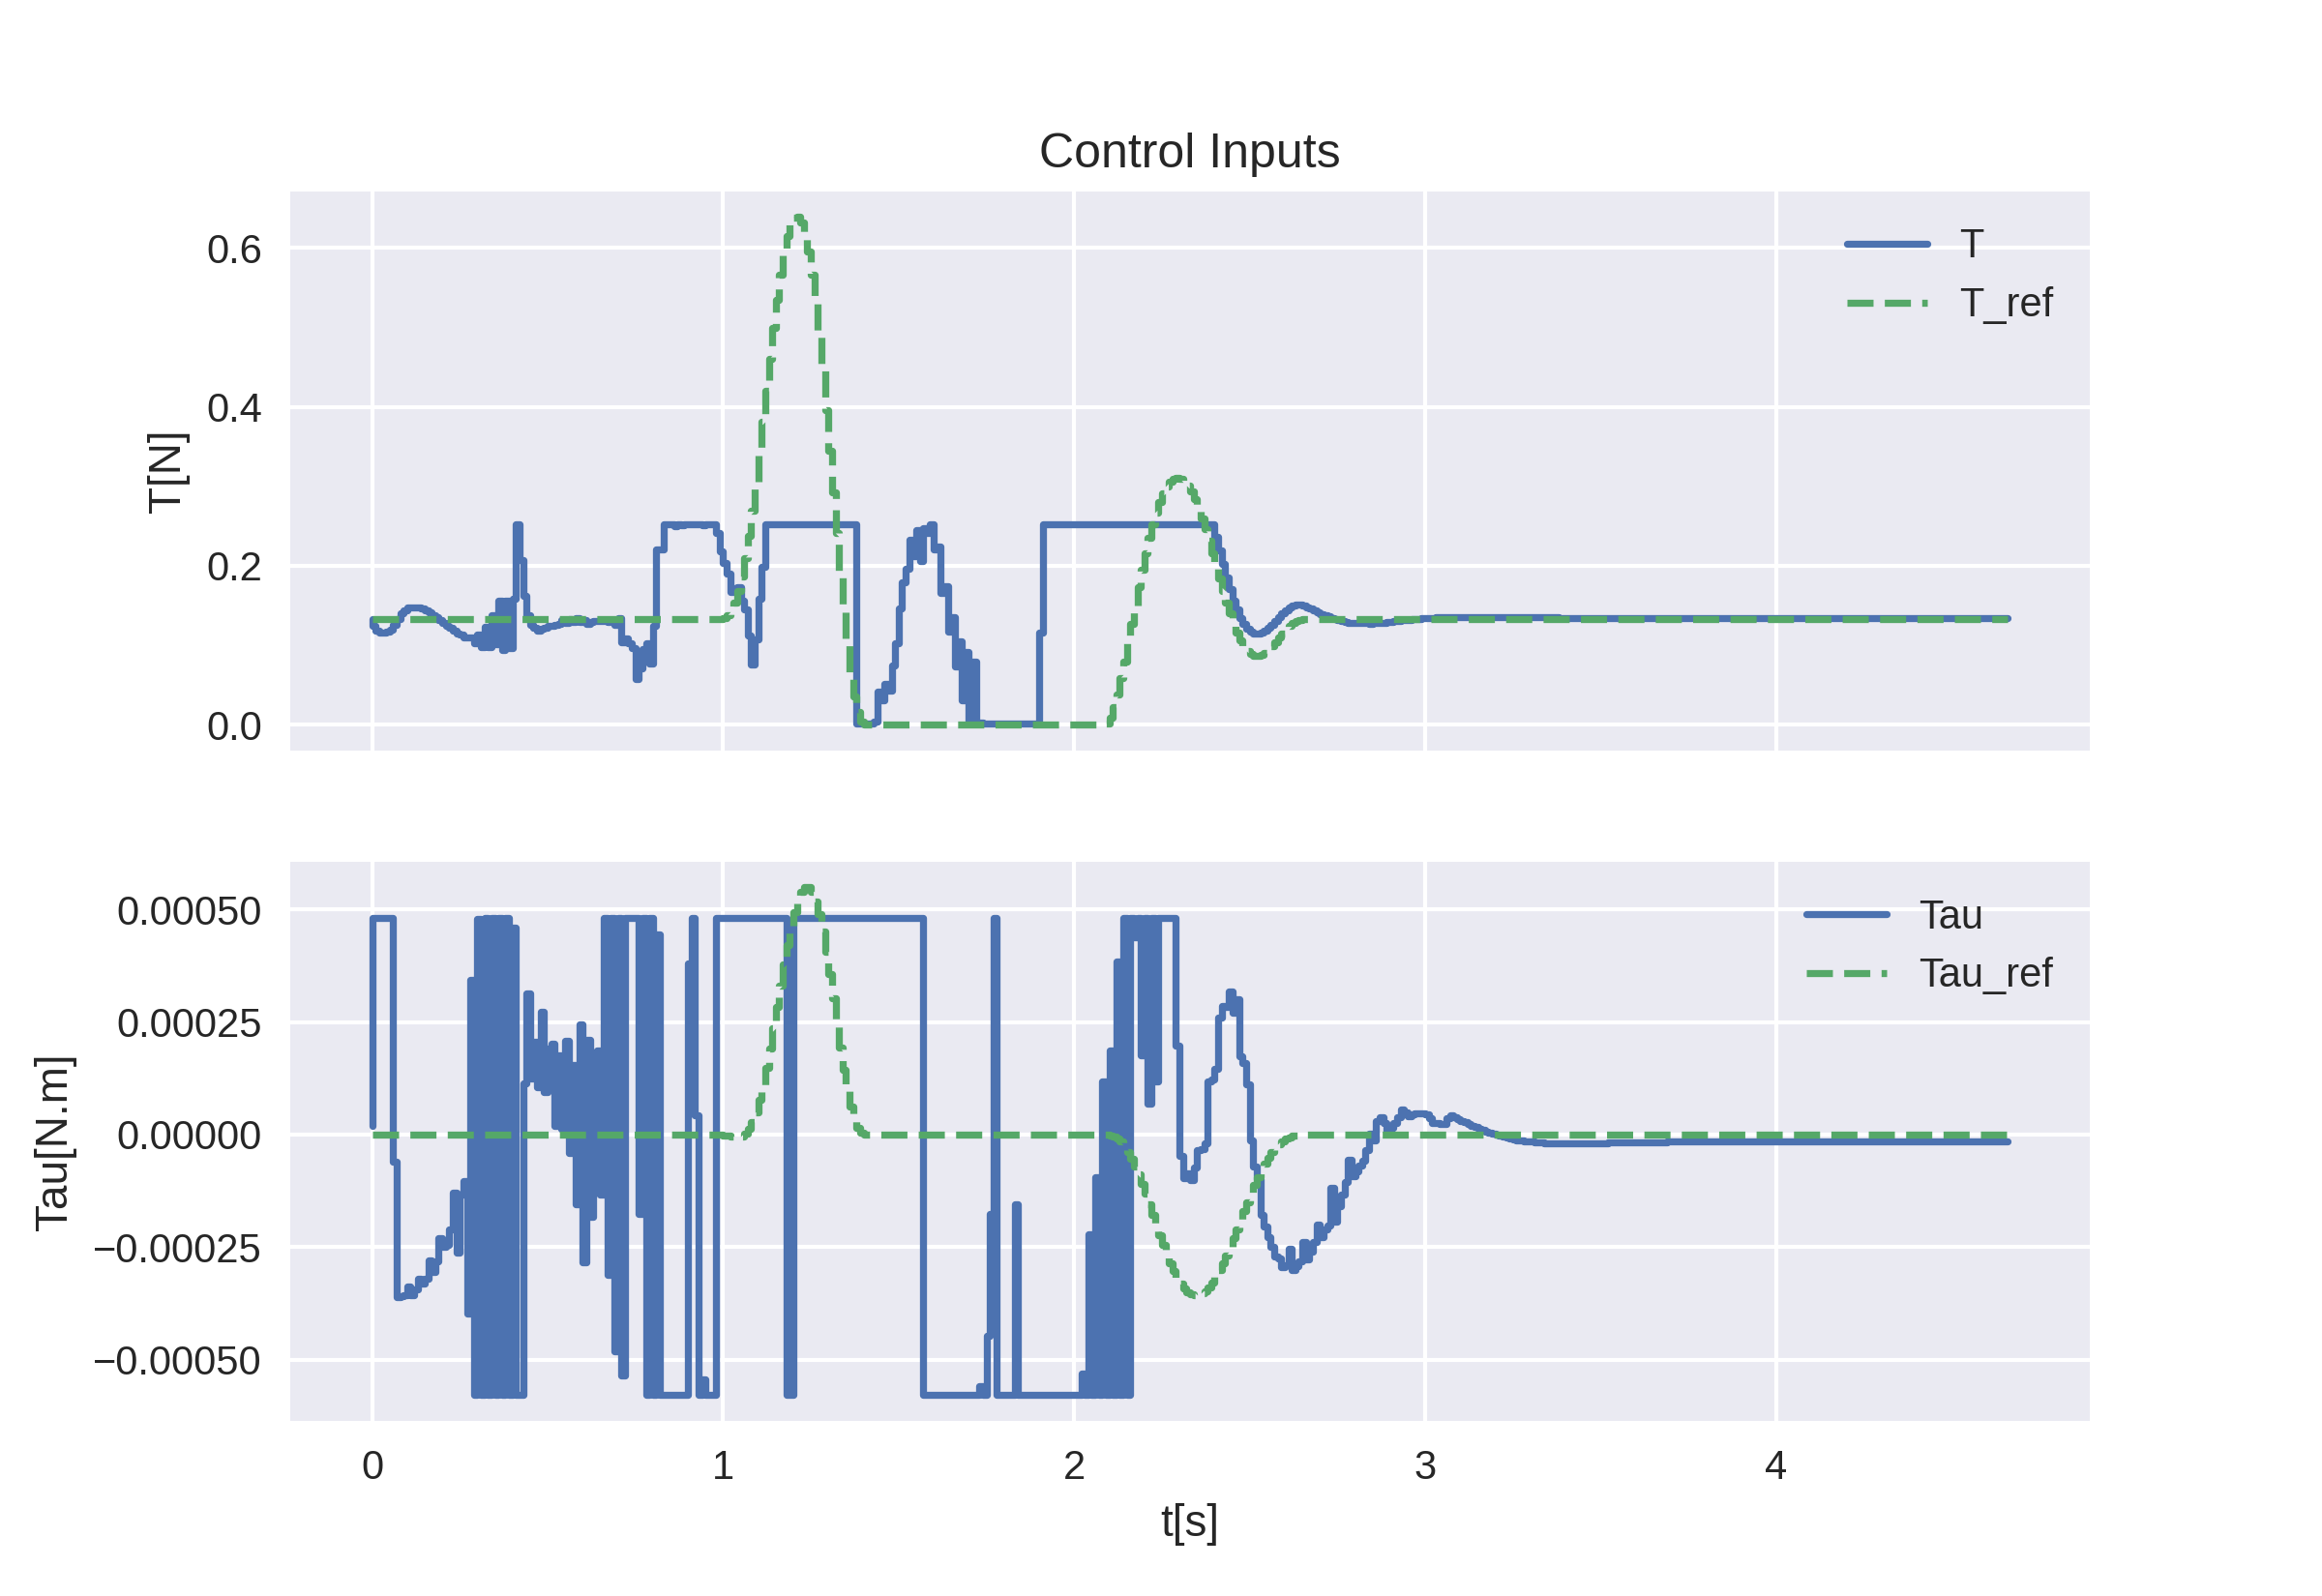 Control Inputs
T[N]
0.6
0.4
0.2
0.0
T
T_ref
Tau[N.m]
0.00050
0.00025
0.00000
−0.00025
−0.00050
Tau
Tau_ref
0 1 2 3 4
t[s]